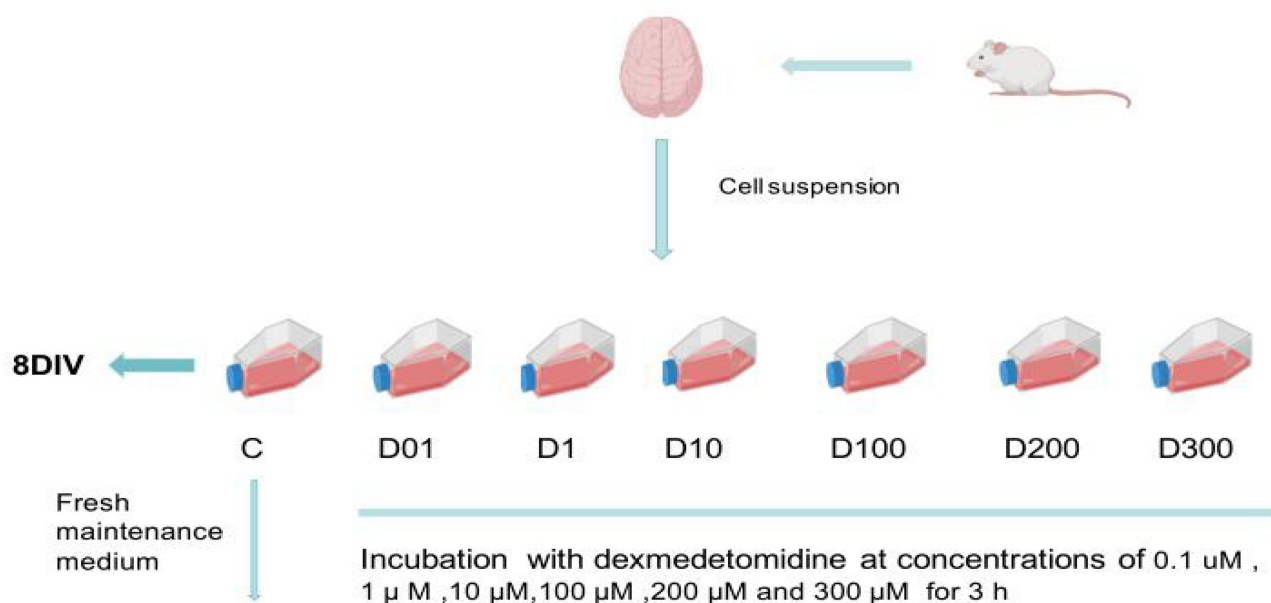 Cell suspension
8DIV
C D01 D1 D10 D100 D200 D300
Fresh
maintenance
medium
Incubation with dexmedetomidine at concentrations of 0.1 uM ,
1 µ M ,10 µM,100 µM ,200 µM and 300 µM for 3 h